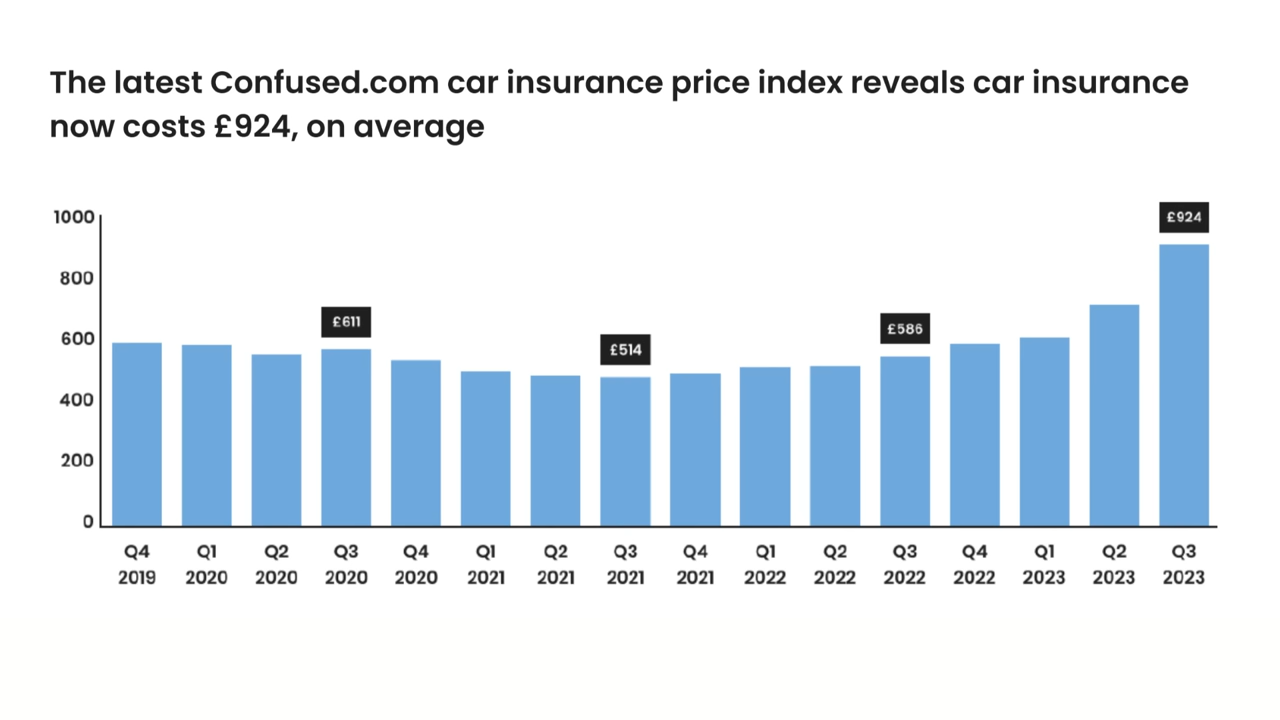 The latest Confused.com car insurance price index reveals car insurance
now costs £924, on average
1000
800
600
400
200
0
£611
£514
£586
£924
Q4 Q1 Q2 Q3 Q4 Q1 Q2 Q3 Q4 Q1 Q2 Q3 Q4 Q1 Q2 Q3
2019 2020 2020 2020 2020 2021 2021 2021 2021 2022 2022 2022 2022 2023 2023 2023